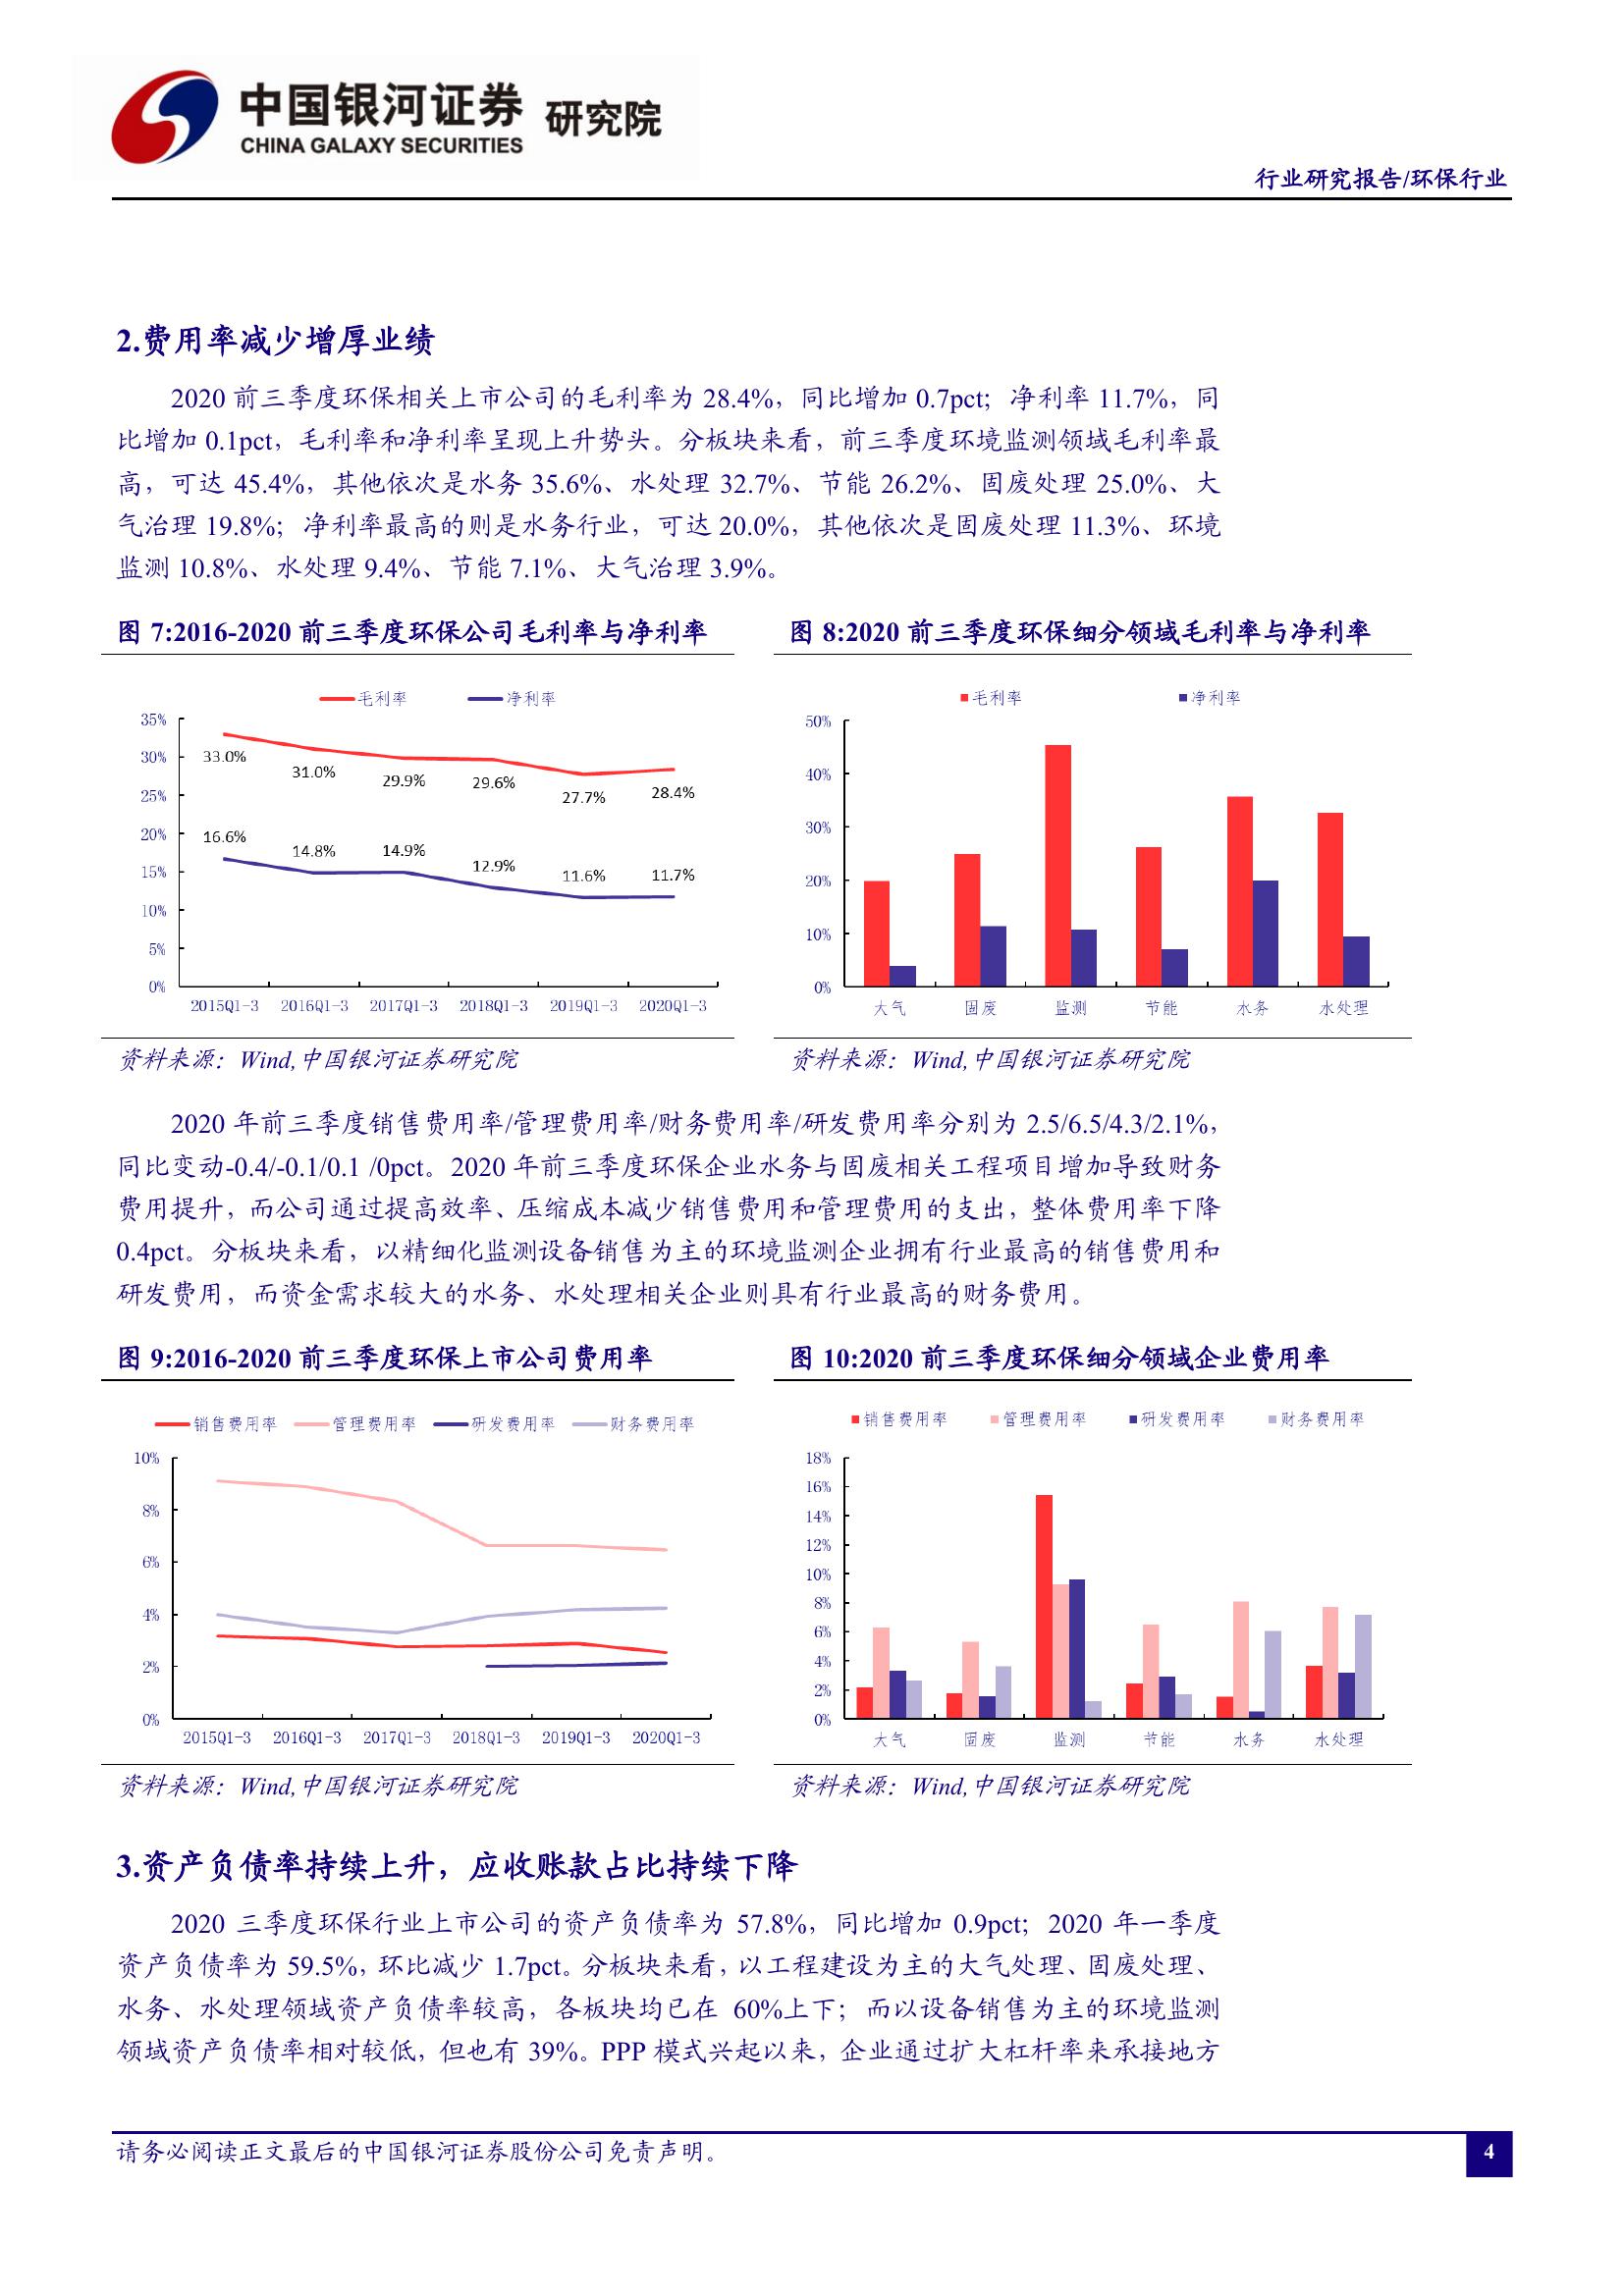 中国银河证券 研究院
CHINA GALAXY SECURITIES
行业研究报告/环保行业
2.费用率减少增厚业绩
2020 前三季度环保相关上市公司的毛利率为 28.4%，同比增加 0.7pct；净利率 11.7%，同
比增加 0.1pct，毛利率和净利率呈现上升势头。分板块来看，前三季度环境监测领域毛利率最
高，可达 45.4%，其他依次是水务 35.6%、水处理 32.7%、节能 26.2%、固废处理 25.0%、大
气治理 19.8%；净利率最高的则是水务行业，可达 20.0%，其他依次是固废处理 11.3%、环境
监测 10.8%、水处理 9.4%、节能 7.1%、大气治理 3.9%。
图 7:2016-2020 前三季度环保公司毛利率与净利率
毛利率 净利率
35%
30%
25%
20%
15%
10%
5%
0%
33.0% 31.0% 29.9% 29.6% 27.7% 28.4%
16.6% 14.8% 14.9% 12.9% 11.6% 11.7%
2015Q1-3 2016Q1-3 2017Q1-3 2018Q1-3 2019Q1-3 2020Q1-3
资料来源：Wind,中国银河证券研究院
图 8:2020 前三季度环保细分领域毛利率与净利率
毛利率 净利率
50%
40%
30%
20%
10%
0%
大气 固废 监测 节能 水务 水处理
资料来源：Wind,中国银河证券研究院
2020 年前三季度销售费用率/管理费用率/财务费用率/研发费用率分别为 2.5/6.5/4.3/2.1%，
同比变动-0.4/-0.1/0.1 /0pct。2020 年前三季度环保企业水务与固废相关工程项目增加导致财务
费用提升，而公司通过提高效率、压缩成本减少销售费用和管理费用的支出，整体费用率下降
0.4pct。分板块来看，以精细化监测设备销售为主的环境监测企业拥有行业最高的销售费用和
研发费用，而资金需求较大的水务、水处理相关企业则具有行业最高的财务费用。
图 9:2016-2020 前三季度环保上市公司费用率
销售费用率 管理费用率 研发费用率 财务费用率
10%
8%
6%
4%
2%
0%
2015Q1-3 2016Q1-3 2017Q1-3 2018Q1-3 2019Q1-3 2020Q1-3
资料来源：Wind,中国银河证券研究院
图 10:2020 前三季度环保细分领域企业费用率
销售费用率 管理费用率 研发费用率 财务费用率
18%
16%
14%
12%
10%
8%
6%
4%
2%
0%
大气 固废 监测 节能 水务 水处理
资料来源：Wind,中国银河证券研究院
3.资产负债率持续上升，应收账款占比持续下降
2020 三季度环保行业上市公司的资产负债率为 57.8%，同比增加 0.9pct；2020 年一季度
资产负债率为 59.5%，环比减少 1.7pct。分板块来看，以工程建设为主的大气处理、固废处理、
水务、水处理领域资产负债率较高，各板块均已在 60%上下；而以设备销售为主的环境监测
领域资产负债率相对较低，但也有 39%。PPP 模式兴起以来，企业通过扩大杠杆率来承接地方
请务必阅读正文最后的中国银河证券股份公司免责声明。
4